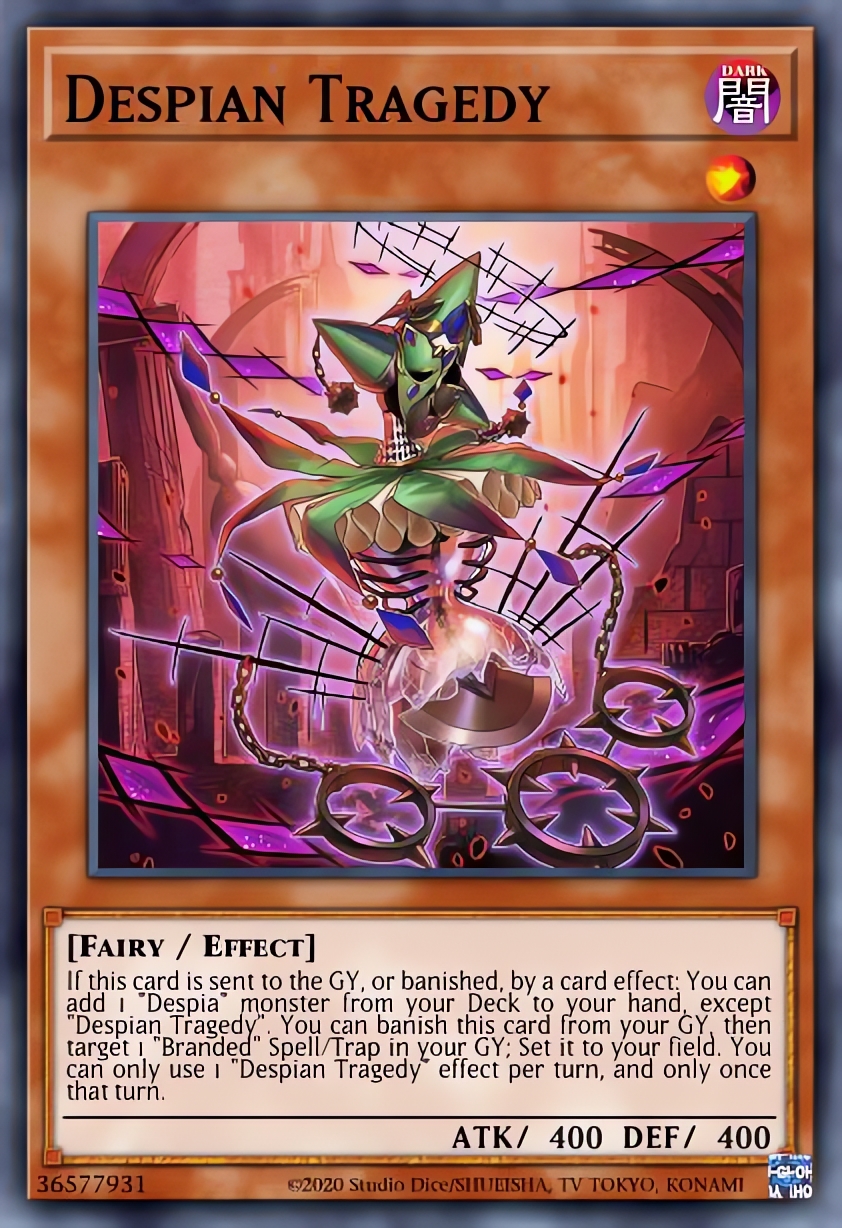 Despian Tragedy
DARK
闇
[Fairy / Effect]
If this card is sent to the GY, or banished, by a card effect: You can
add 1 "Despia" monster from your Deck to your hand, except
"Despian Tragedy". You can banish this card from your GY, then
target 1 "Branded" Spell/Trap in your GY; Set it to your field. You
can only use 1 "Despian Tragedy" effect per turn, and only once
that turn.
ATK/ 400 DEF/ 400
36577931 ©2020 Studio Dice/SHUEISHA, TV TOKYO, KONAMI